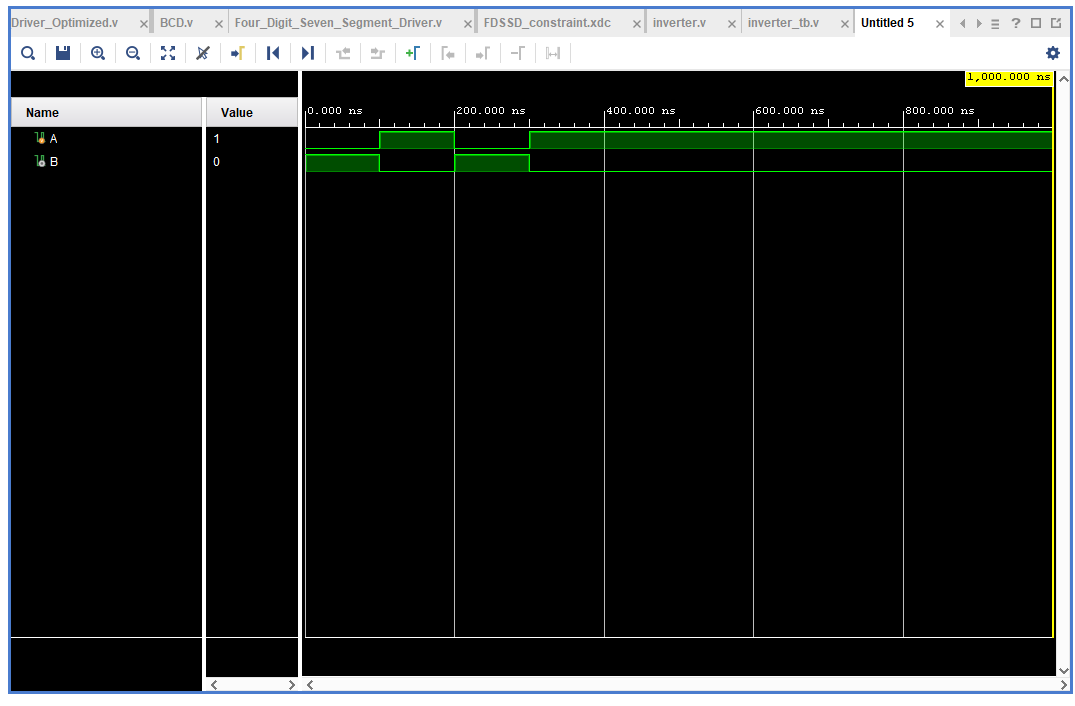 Driver_Optimized.v BCD.v Four_Digit_Seven_Segment_Driver.v FDSSD_constraint.xdc inverter.v inverter_tb.v Untitled 5
1,000.000 ns
Name Value 0.000 ns 200.000 ns 400.000 ns 600.000 ns 800.000 ns
A 1
B 0